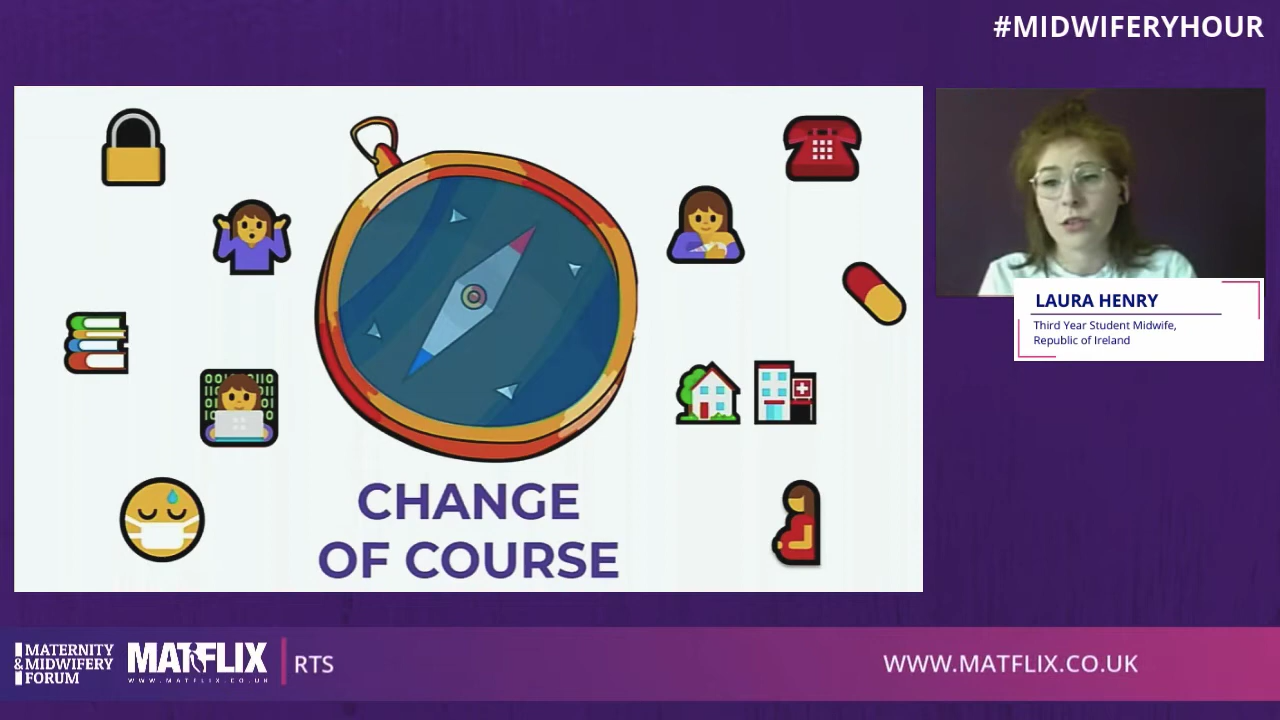 #MIDWIFERYHOUR
CHANGE
OF COURSE
LAURA HENRY
Third Year Student Midwife,
Republic of Ireland
MATERNITY
& MIDWIFERY
FORUM
MATFLIX
WWW.MATFLIX.CO.UK
RTS
WWW.MATFLIX.CO.UK